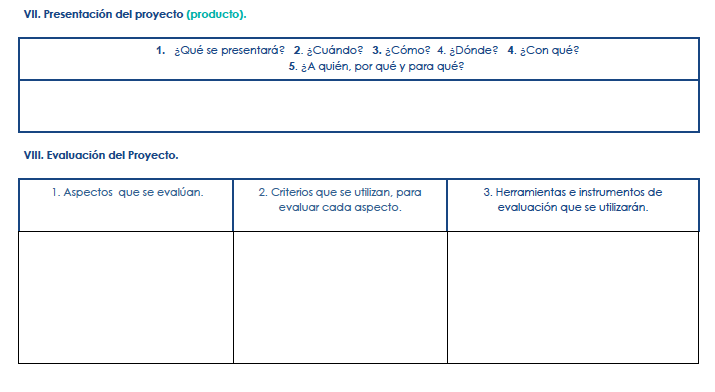 VII. Presentación del proyecto (producto).
1. ¿Qué se presentará? 2. ¿Cuándo? 3. ¿Cómo? 4. ¿Dónde? 4. ¿Con qué?
5. ¿A quién, por qué y para qué?
VIII. Evaluación del Proyecto.
1. Aspectos que se evalúan.
2. Criterios que se utilizan, para
evaluar cada aspecto.
3. Herramientas e instrumentos de
evaluación que se utilizarán.